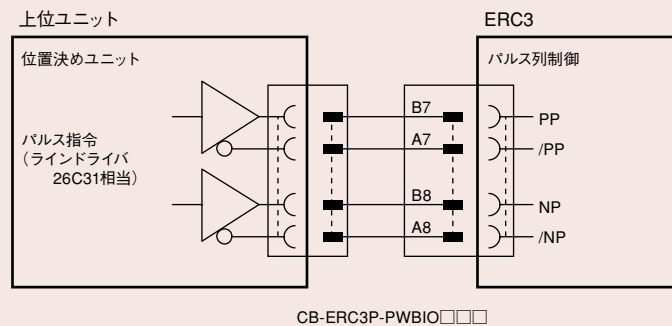 上位ユニット
ERC3
位置決めユニット
パルス列制御
パルス指令
（ラインドライバ
26C31相当）
B7
PP
A7
/PP
B8
NP
A8
/NP
CB-ERC3P-PWBIO□□□